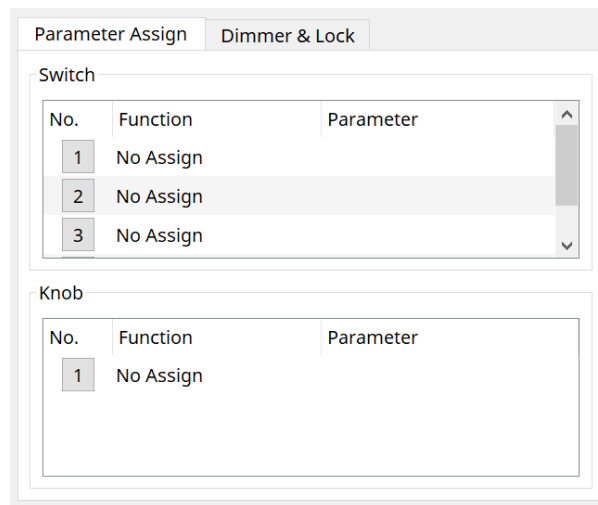 Parameter Assign Dimmer & Lock
Switch
No. Function Parameter
1 No Assign
2 No Assign
3 No Assign
Knob
No. Function Parameter
1 No Assign